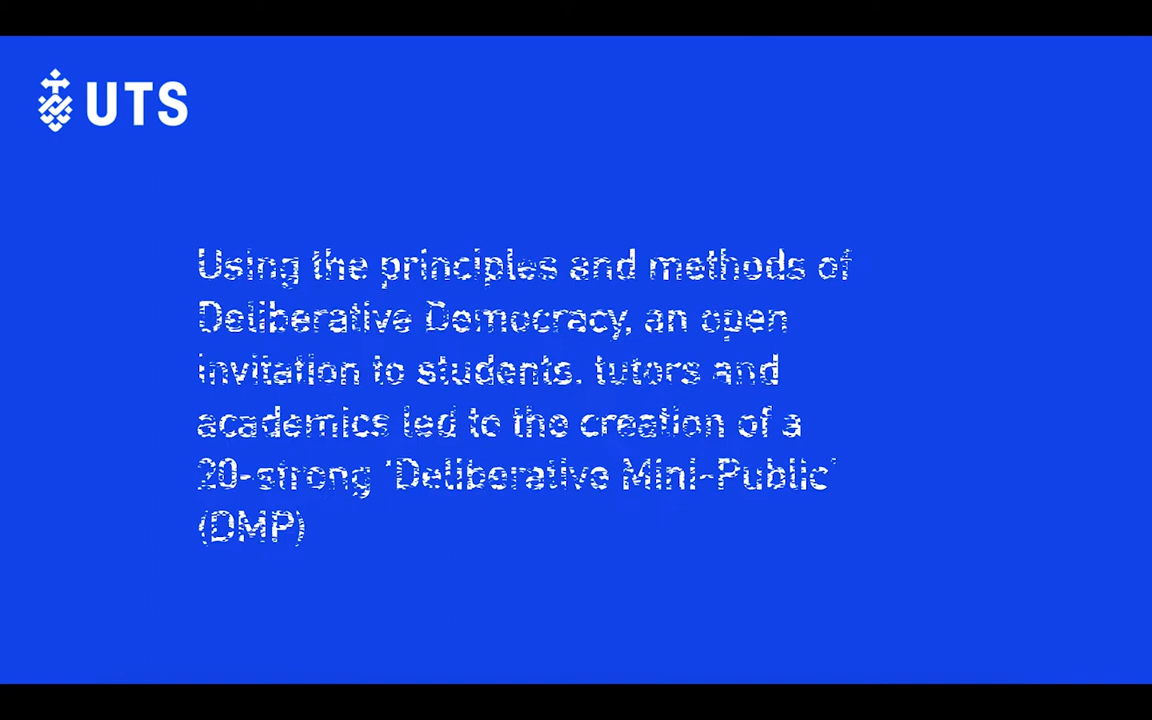 UTS
Using the principles and methods of
Deliberative Democracy, an open
invitation to students, tutors and
academics led to the creation of a
20-strong ‘Deliberative Mini-Public’
(DMP)